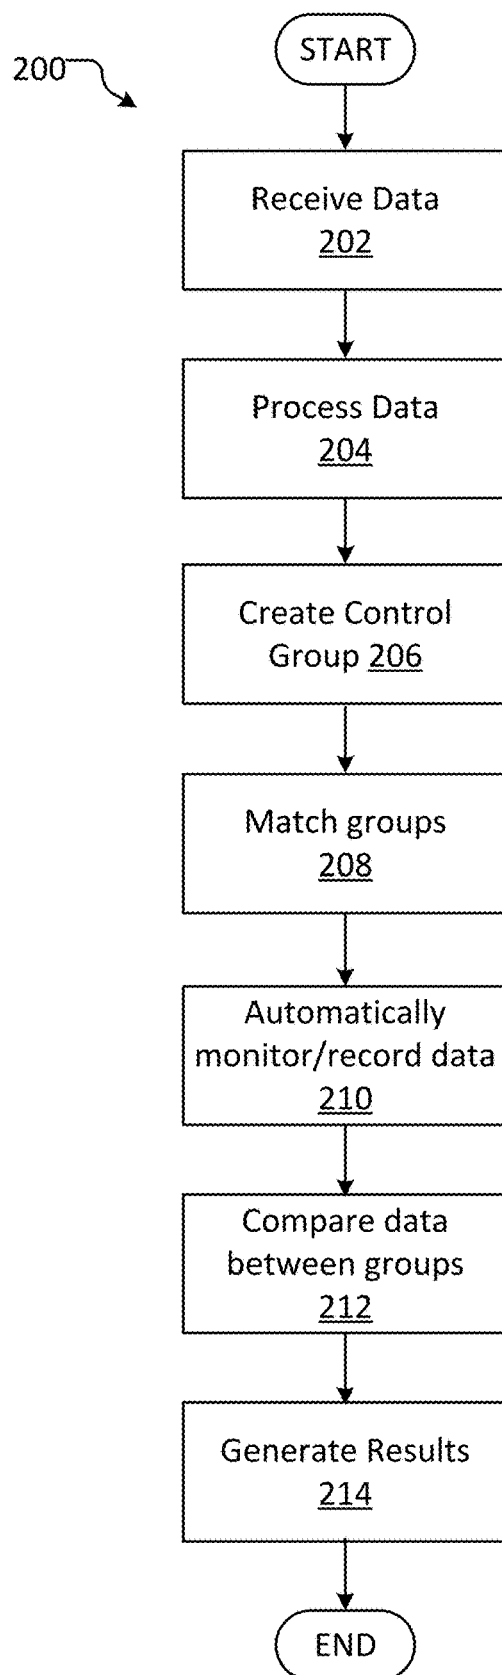 START
200
Receive Data
202
Process Data
204
Create Control
Group 206
Match groups
208
Automatically
monitor/record data
210
Compare data
between groups
212
Generate Results
214
END